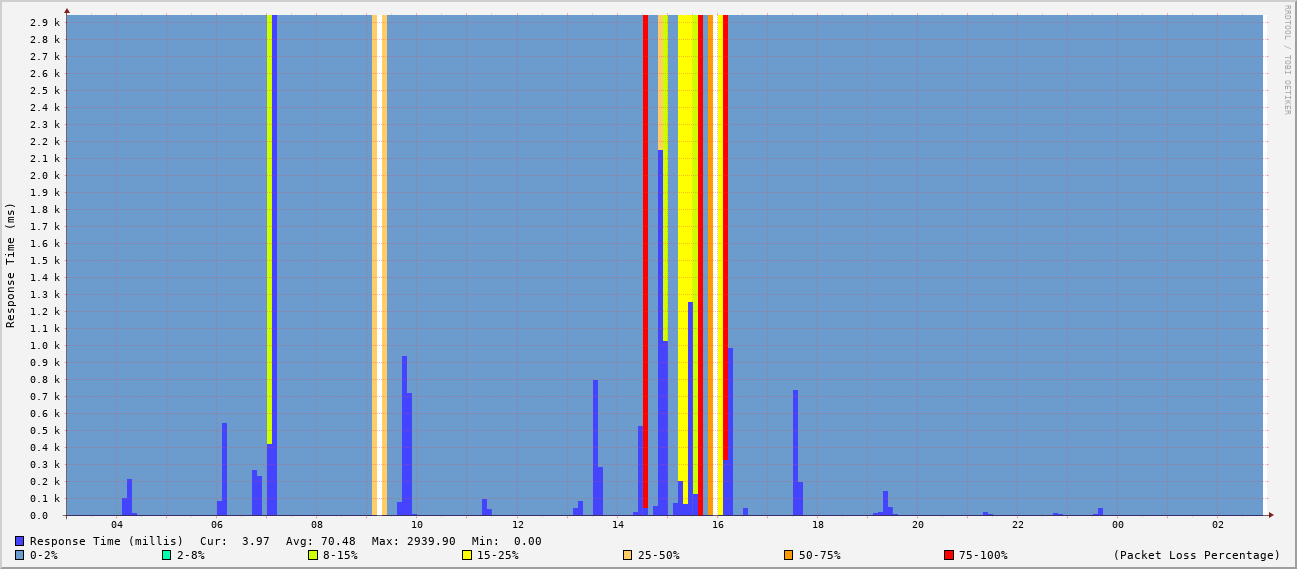 RRDTOOL / TOBI OETIKER
Response Time (ms)
2.9 k
2.8 k
2.7 k
2.6 k
2.5 k
2.4 k
2.3 k
2.2 k
2.1 k
2.0 k
1.9 k
1.8 k
1.7 k
1.6 k
1.5 k
1.4 k
1.3 k
1.2 k
1.1 k
1.0 k
0.9 k
0.8 k
0.7 k
0.6 k
0.5 k
0.4 k
0.3 k
0.2 k
0.1 k
0.0
04 06 08 10 12 14 16 18 20 22 00 02
Response Time (millis) Cur: 3.97 Avg: 70.48 Max: 2939.90 Min: 0.00
0-2% 2-8% 8-15% 15-25% 25-50% 50-75% 75-100% (Packet Loss Percentage)